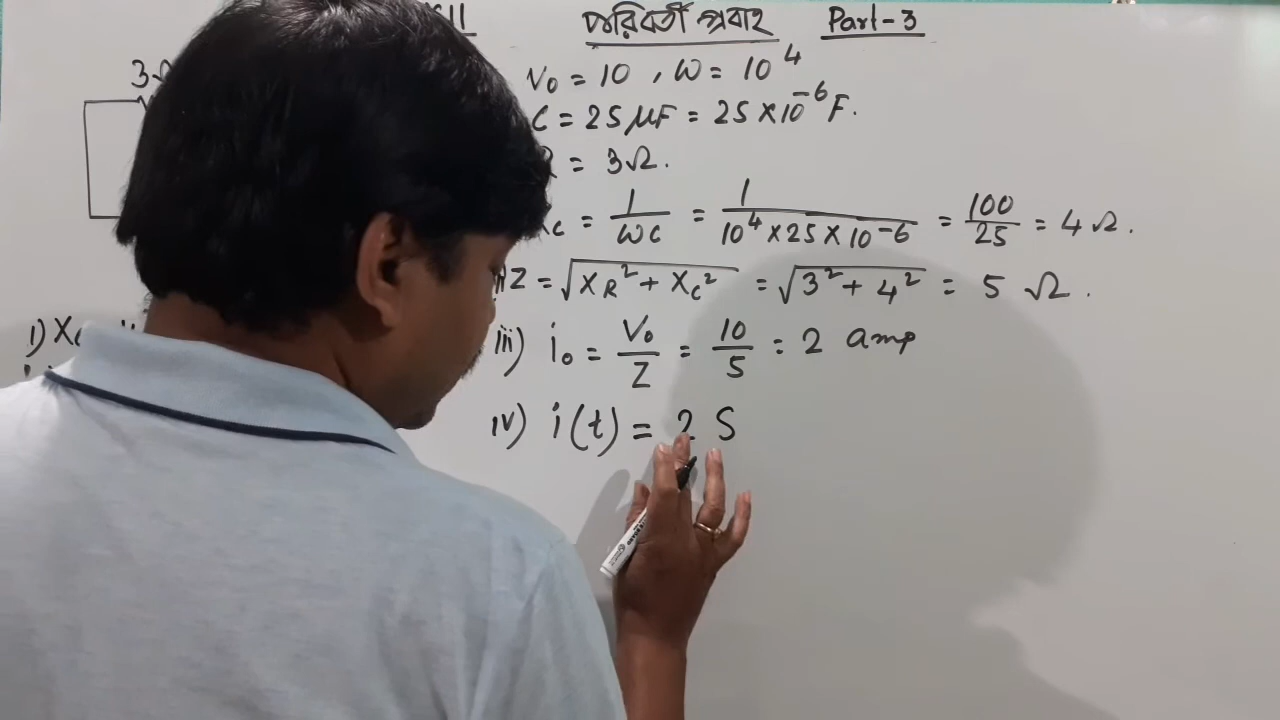 পরিবর্তী প্রবাহ Part-3
3Ω
V₀ = 10 , ω = 10⁴
C = 25 μF = 25 × 10⁻⁶ F.
= 3Ω.
= 1/ωC = 1/10⁴ × 25 × 10⁻⁶ = 100/25 = 4 Ω.
Z = √X_R² + X_C² = √3² + 4² = 5 Ω.
i) X
iii) i₀ = V₀/Z = 10/5 = 2 amp
iv) i(t) = 2 S